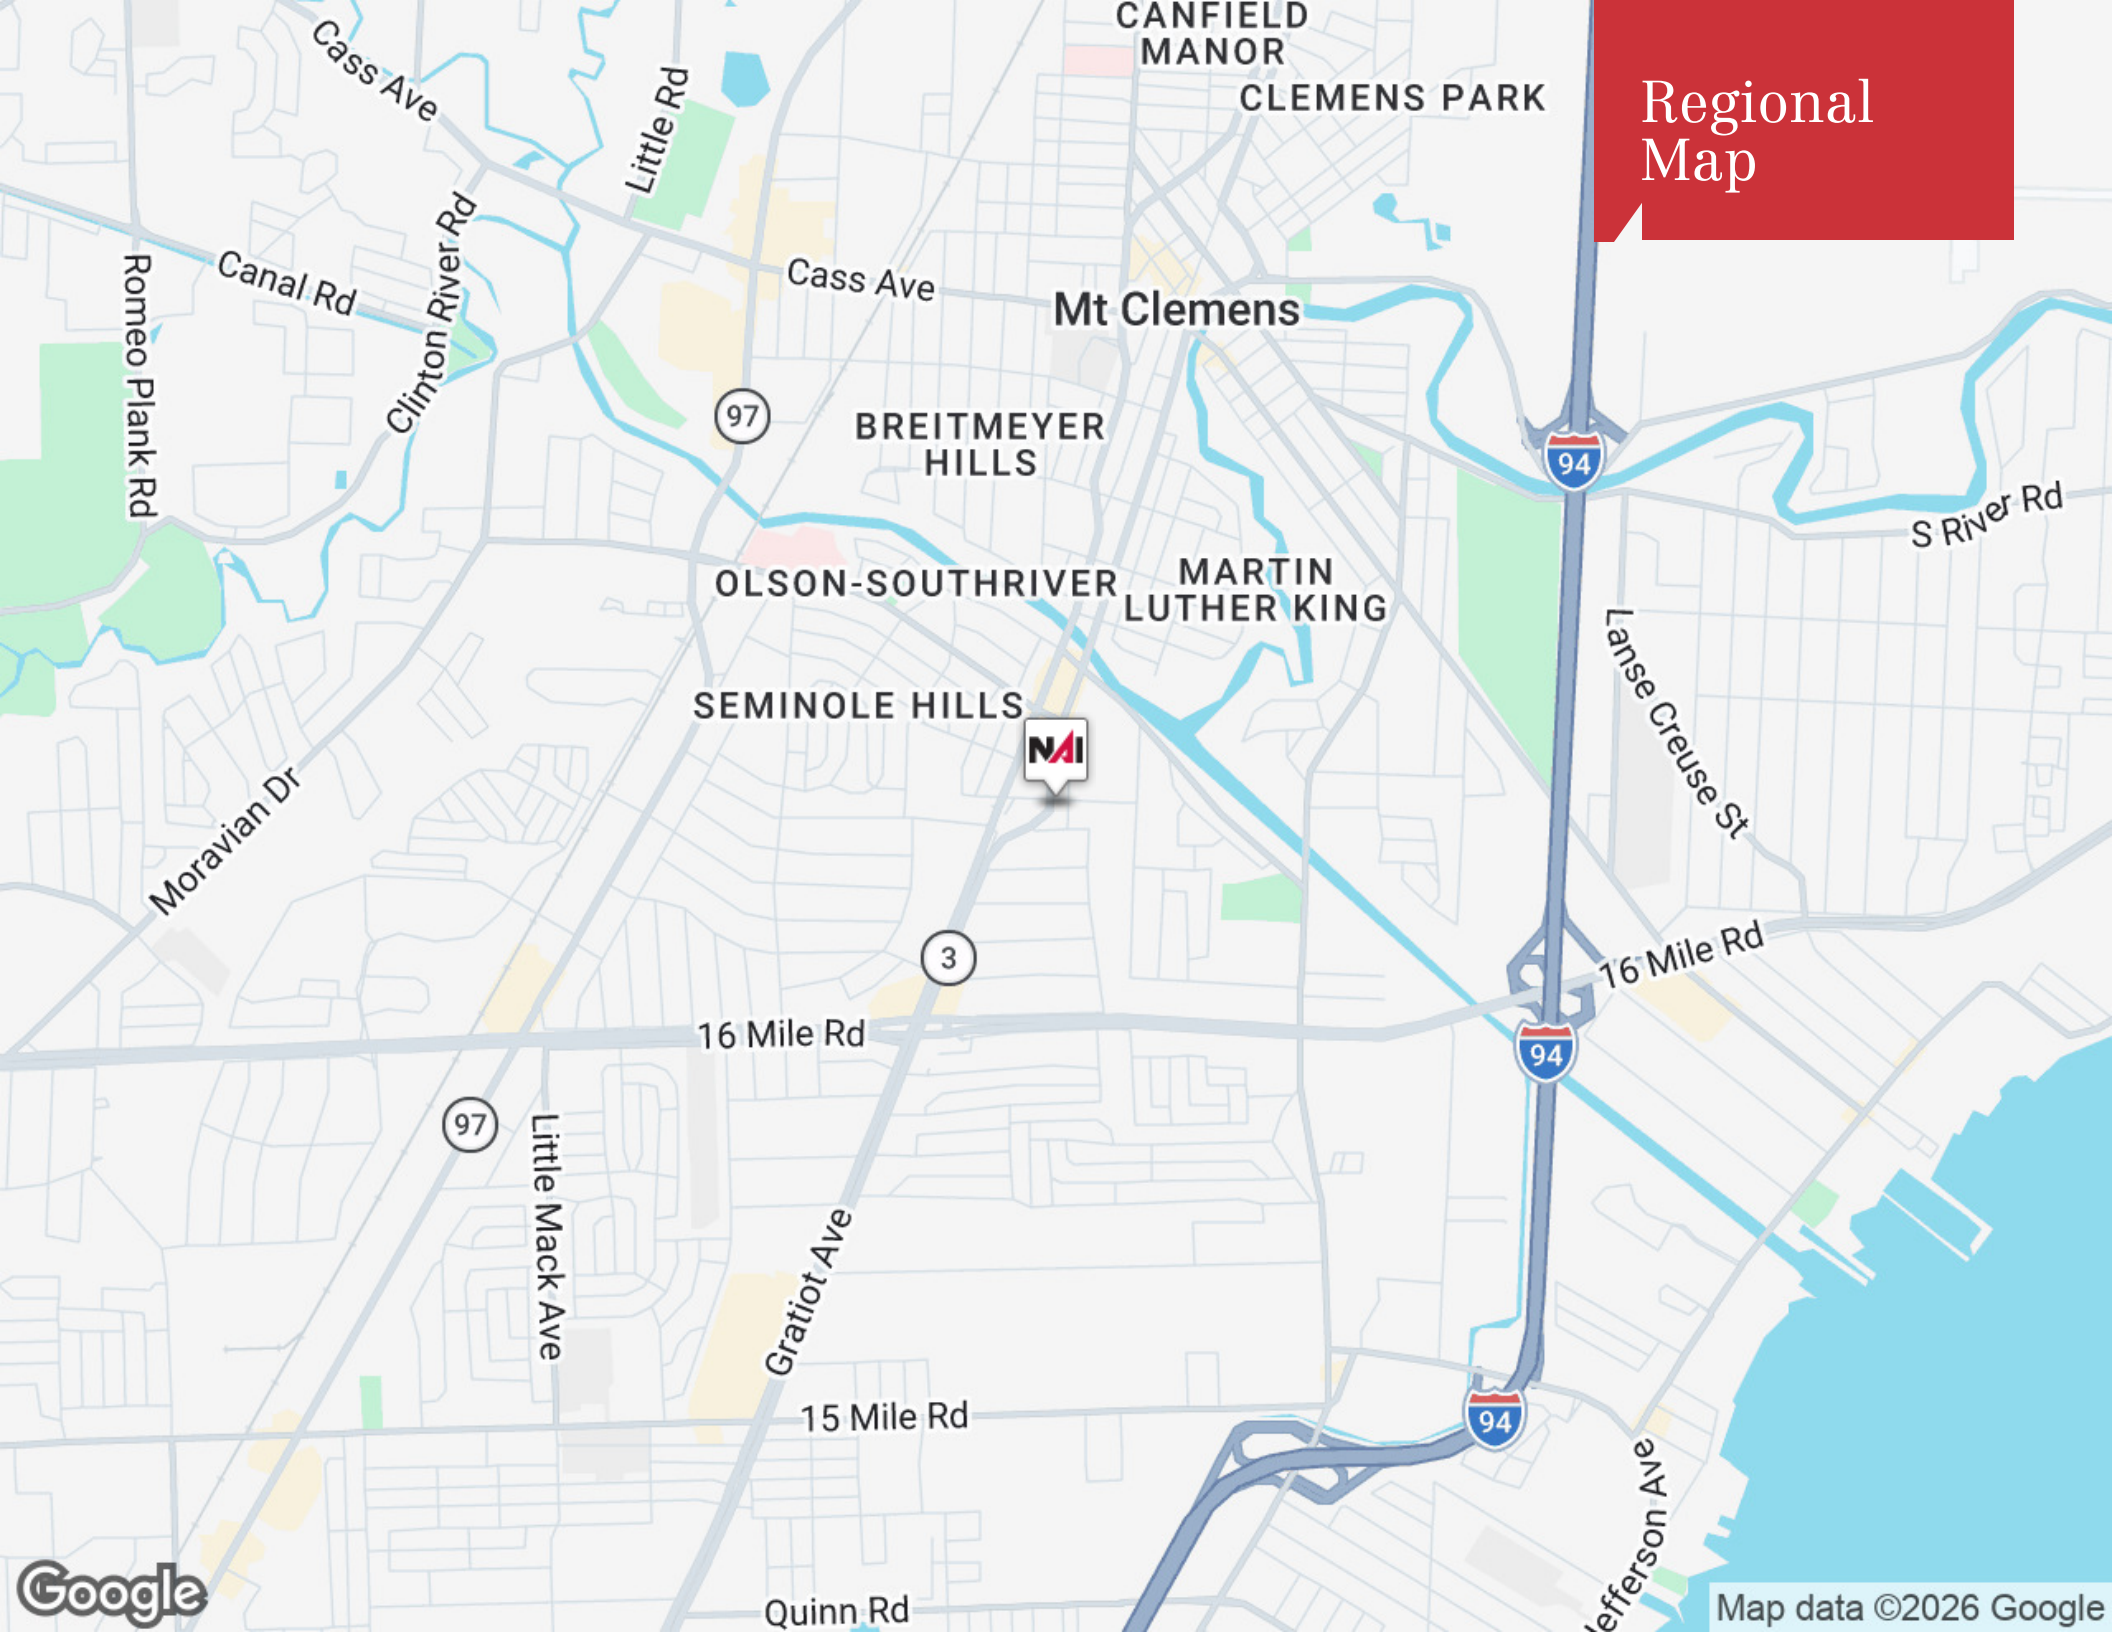 CANFIELD
MANOR
CLEMENS PARK
Regional
Map
Cass Ave
Little Rd
Clinton River Rd
Canal Rd
Romeo Plank Rd
Cass Ave
Mt Clemens
97
BREITMEYER
HILLS
94
S River Rd
OLSON-SOUTHRIVER
MARTIN
LUTHER KING
Lanse Creuse St
SEMINOLE HILLS
NAI
Moravian Dr
3
16 Mile Rd
16 Mile Rd
94
97
Little Mack Ave
Gratiot Ave
15 Mile Rd
94
Jefferson Ave
Quinn Rd
Google
Map data ©2026 Google